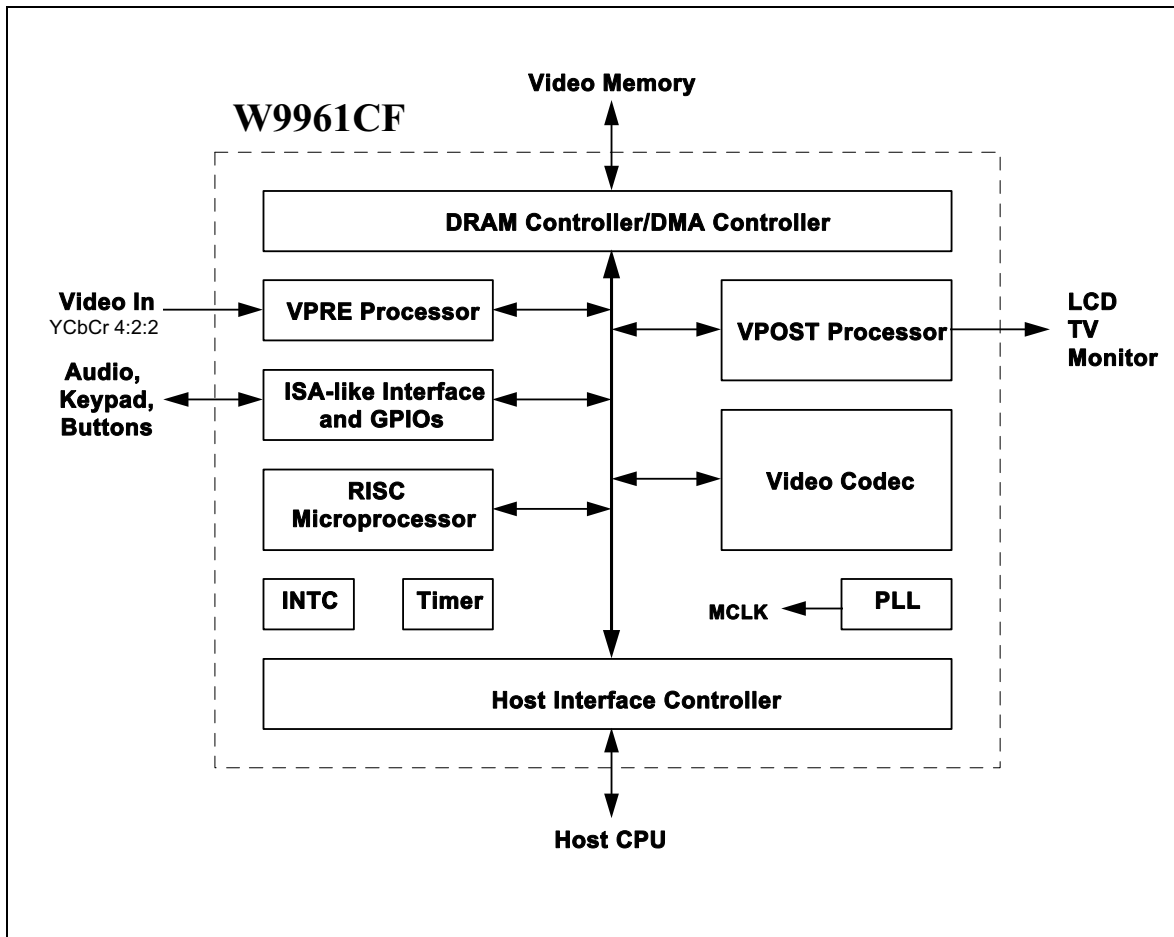 Video Memory
W9961CF
DRAM Controller/DMA Controller
Video In
YCbCr 4:2:2
VPRE Processor
VPOST Processor
LCD
TV
Monitor
Audio,
Keypad,
Buttons
ISA-like Interface
and GPIOs
Video Codec
RISC
Microprocessor
INTC
Timer
MCLK
PLL
Host Interface Controller
Host CPU